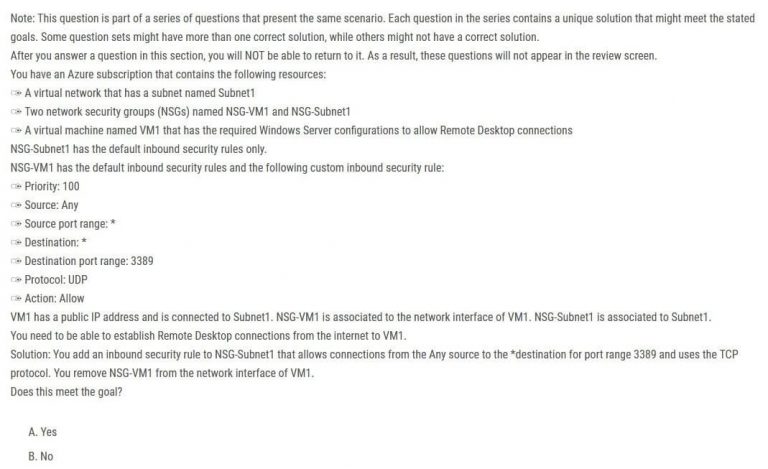 Note: This question is part of a series of questions that present the same scenario. Each question in the series contains a unique solution that might meet the stated
goals. Some question sets might have more than one correct solution, while others might not have a correct solution.
After you answer a question in this section, you will NOT be able to return to it. As a result, these questions will not appear in the review screen.
You have an Azure subscription that contains the following resources:
A virtual network that has a subnet named Subnet1
Two network security groups (NSGs) named NSG-VM1 and NSG-Subnet1
A virtual machine named VM1 that has the required Windows Server configurations to allow Remote Desktop connections
NSG-Subnet1 has the default inbound security rules only.
NSG-VM1 has the default inbound security rules and the following custom inbound security rule:
Priority: 100
Source: Any
Source port range: *
Destination: *
Destination port range: 3389
Protocol: UDP
Action: Allow
VM1 has a public IP address and is connected to Subnet1. NSG-VM1 is associated to the network interface of VM1. NSG-Subnet1 is associated to Subnet1.
You need to be able to establish Remote Desktop connections from the internet to VM1.
Solution: You add an inbound security rule to NSG-Subnet1 that allows connections from the Any source to the *destination for port range 3389 and uses the TCP
protocol. You remove NSG-VM1 from the network interface of VM1.
Does this meet the goal?
A. Yes
B. No